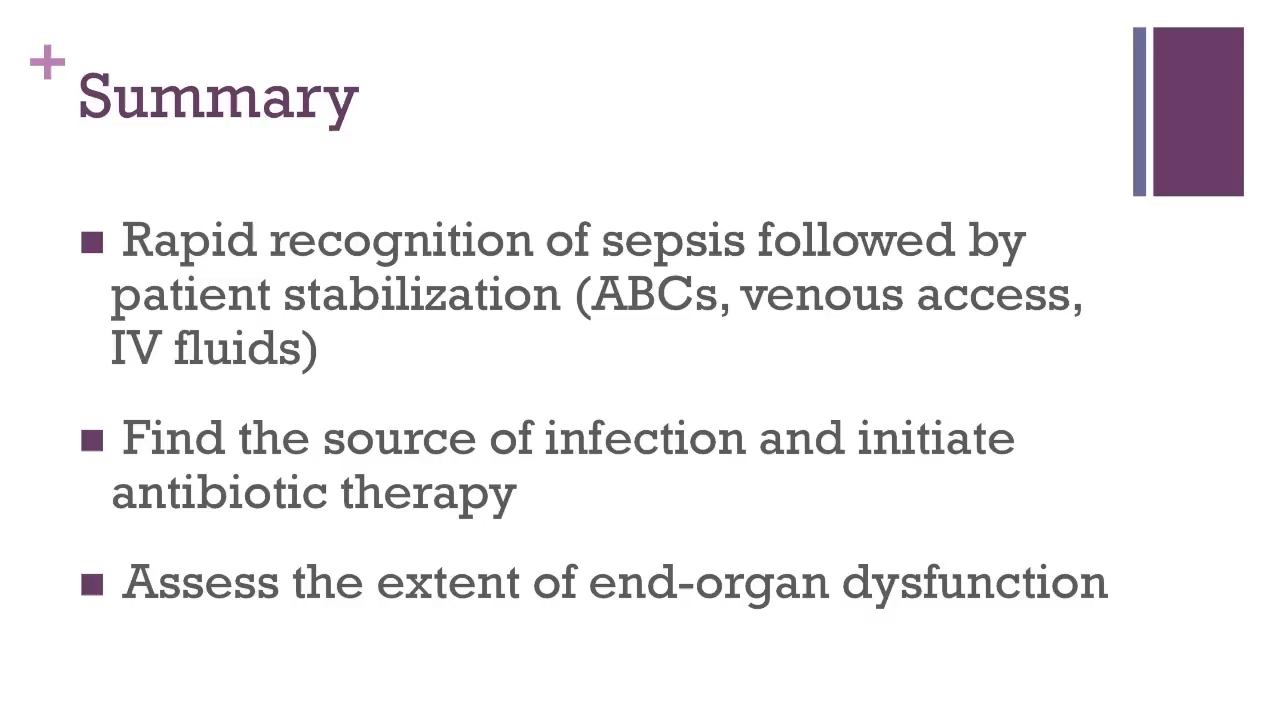 +
Summary
■ Rapid recognition of sepsis followed by
patient stabilization (ABCs, venous access,
IV fluids)
■ Find the source of infection and initiate
antibiotic therapy
■ Assess the extent of end-organ dysfunction